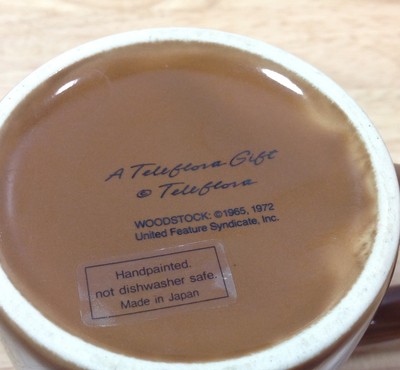 A Teleflora Gift
© Teleflora
WOODSTOCK: ©1965, 1972
United Feature Syndicate, Inc.
Handpainted.
not dishwasher safe.
Made in Japan